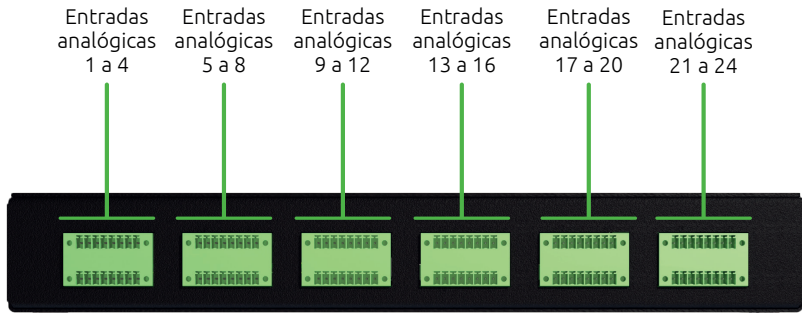 Entradas
analógicas
1 a 4
Entradas
analógicas
5 a 8
Entradas
analógicas
9 a 12
Entradas
analógicas
13 a 16
Entradas
analógicas
17 a 20
Entradas
analógicas
21 a 24